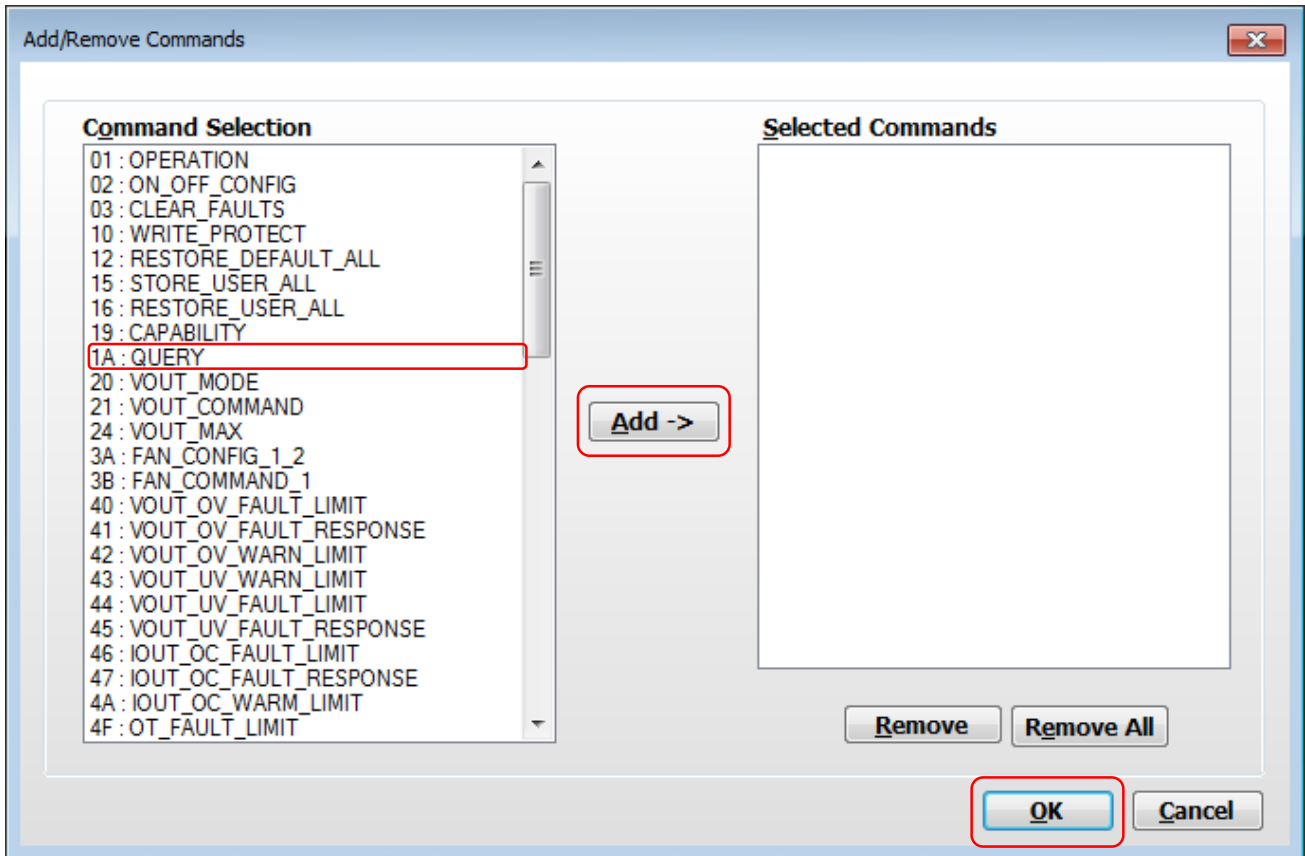 Add/Remove Commands
Command Selection
01 : OPERATION
02 : ON_OFF_CONFIG
03 : CLEAR_FAULTS
10 : WRITE_PROTECT
12 : RESTORE_DEFAULT_ALL
15 : STORE_USER_ALL
16 : RESTORE_USER_ALL
19 : CAPABILITY
1A : QUERY
20 : VOUT_MODE
21 : VOUT_COMMAND
24 : VOUT_MAX
3A : FAN_CONFIG_1_2
3B : FAN_COMMAND_1
40 : VOUT_OV_FAULT_LIMIT
41 : VOUT_OV_FAULT_RESPONSE
42 : VOUT_OV_WARN_LIMIT
43 : VOUT_UV_WARN_LIMIT
44 : VOUT_UV_FAULT_LIMIT
45 : VOUT_UV_FAULT_RESPONSE
46 : IOUT_OC_FAULT_LIMIT
47 : IOUT_OC_FAULT_RESPONSE
4A : IOUT_OC_WARM_LIMIT
4F : OT_FAULT_LIMIT
Add ->
Selected Commands
Remove
Remove All
OK
Cancel